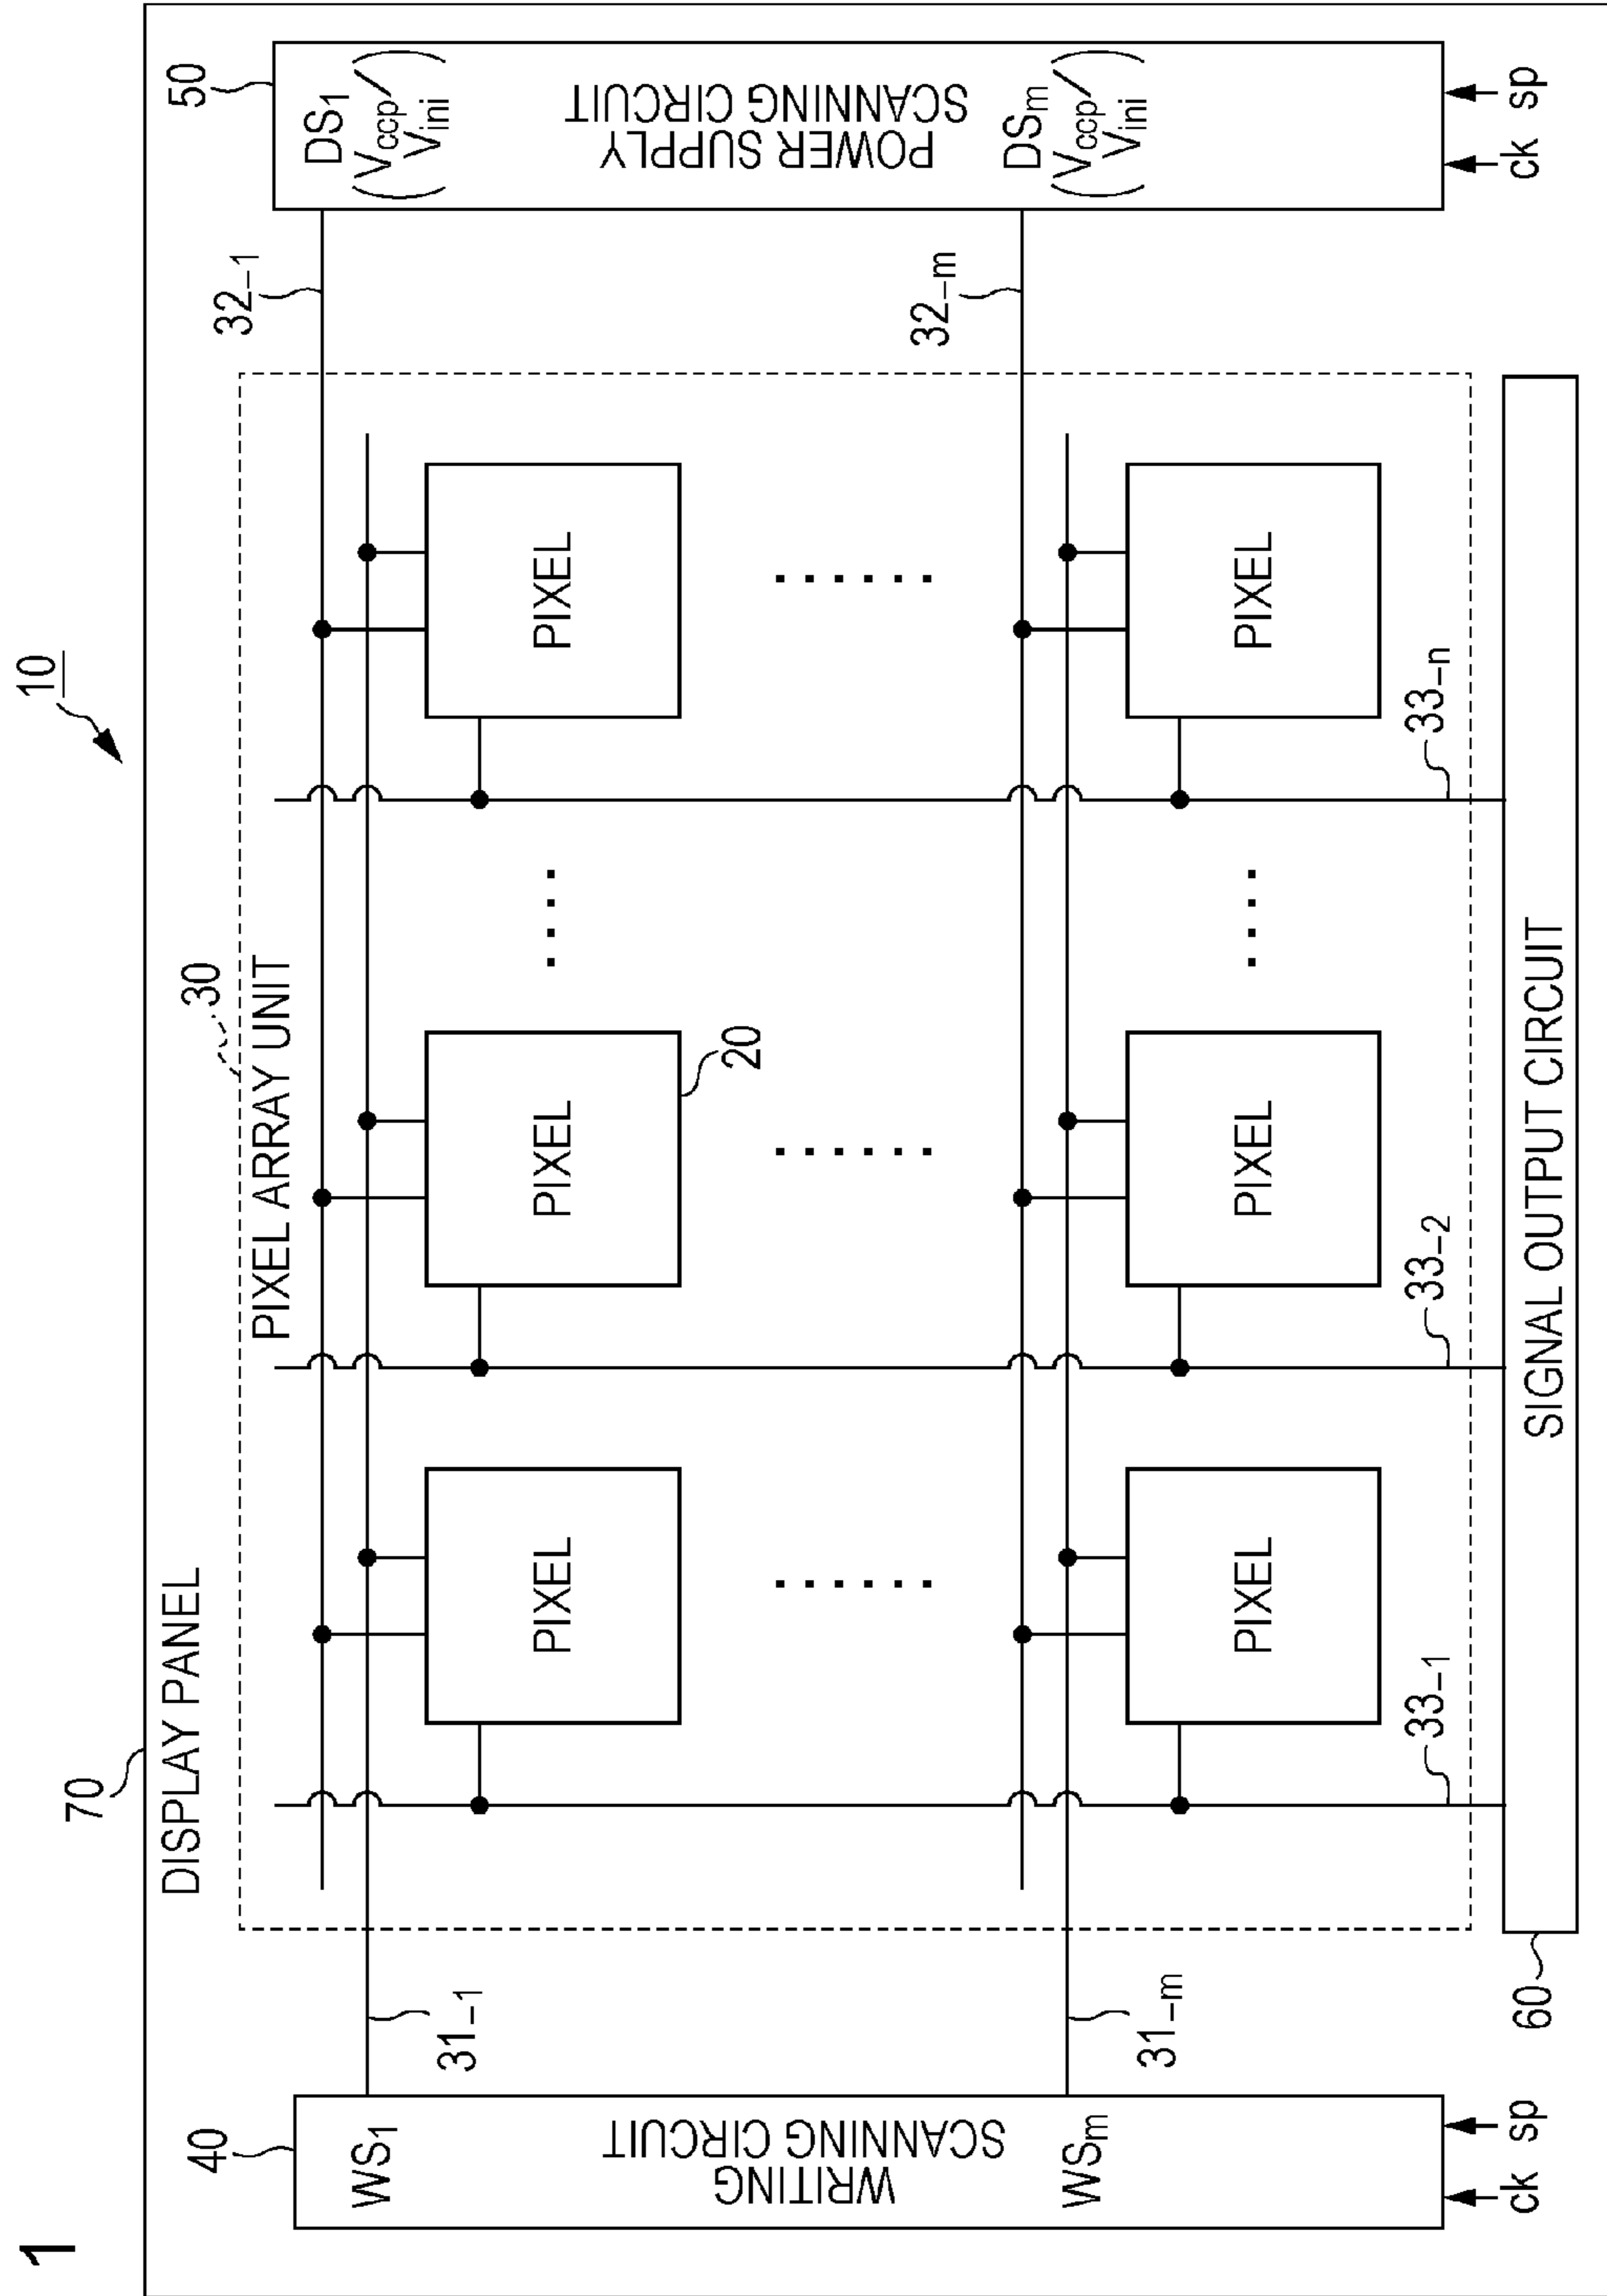 1
10
70
DISPLAY PANEL
40
WS1
WRITING
SCANNING CIRCUIT
WSm
ck
sp
31-1
31-m
30
PIXEL ARRAY UNIT
PIXEL
PIXEL
20
PIXEL
......
......
......
....
....
PIXEL
PIXEL
PIXEL
33-1
33-2
33-n
32-1
32-m
50
DS1
(Vccp/
Vini)
POWER SUPPLY
SCANNING CIRCUIT
DSm
(Vccp/
Vini)
ck
sp
60
SIGNAL OUTPUT CIRCUIT